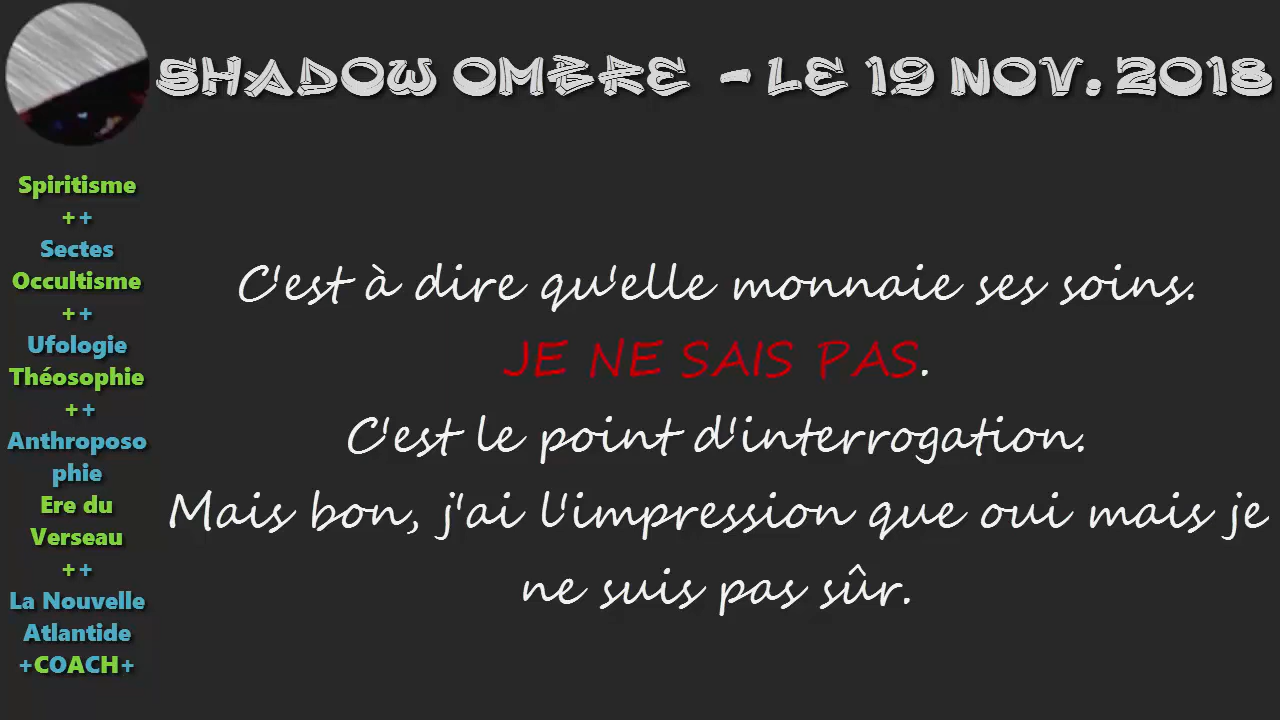 SHADOW OMBRE - LE 19 NOV. 2018
Spiritisme
++
Sectes
Occultisme
++
Ufologie
Théosophie
++
Anthroposo
phie
Ere du
Verseau
++
La Nouvelle
Atlantide
+COACH+
C'est à dire qu'elle monnaie ses soins.
JE NE SAIS PAS.
C'est le point d'interrogation.
Mais bon, j'ai l'impression que oui mais je
ne suis pas sûr.